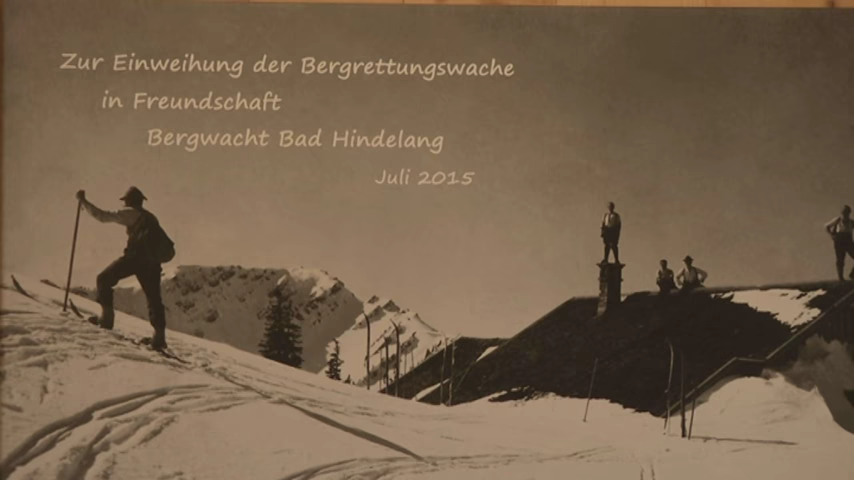 Zur Einweihung der Bergrettungswache
in Freundschaft
Bergwacht Bad Hindelang
Juli 2015